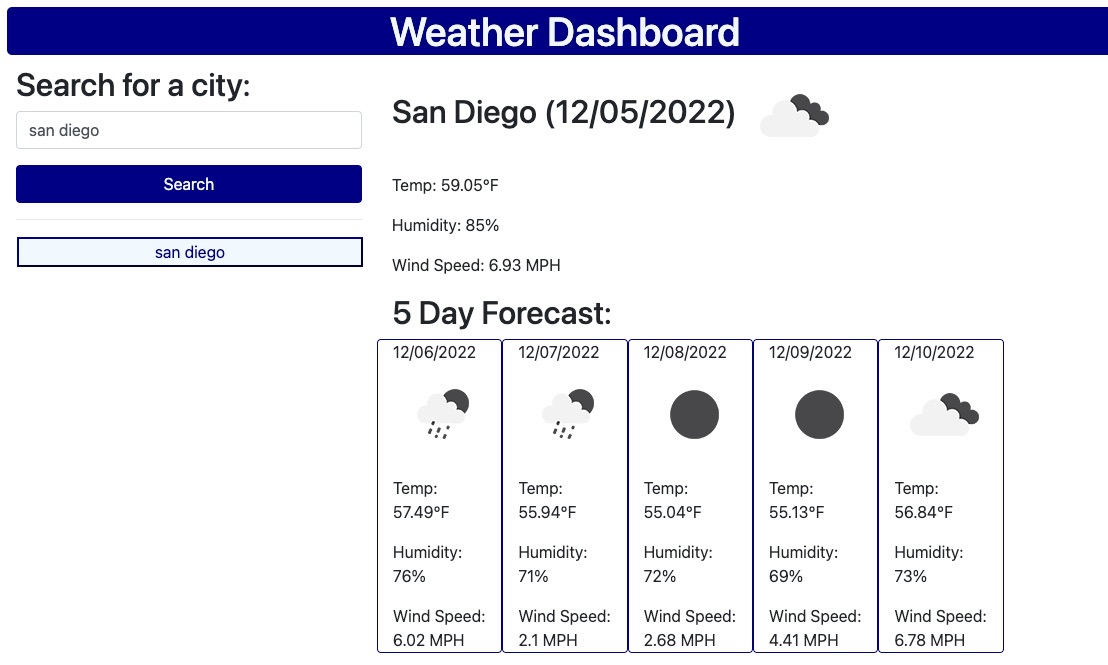 Weather Dashboard
Search for a city:
san diego
Search
san diego
San Diego (12/05/2022)
Temp: 59.05°F
Humidity: 85%
Wind Speed: 6.93 MPH
5 Day Forecast:
12/06/2022
Temp:
57.49°F
Humidity:
76%
Wind Speed:
6.02 MPH
12/07/2022
Temp:
55.94°F
Humidity:
71%
Wind Speed:
2.1 MPH
12/08/2022
Temp:
55.04°F
Humidity:
72%
Wind Speed:
2.68 MPH
12/09/2022
Temp:
55.13°F
Humidity:
69%
Wind Speed:
4.41 MPH
12/10/2022
Temp:
56.84°F
Humidity:
73%
Wind Speed:
6.78 MPH